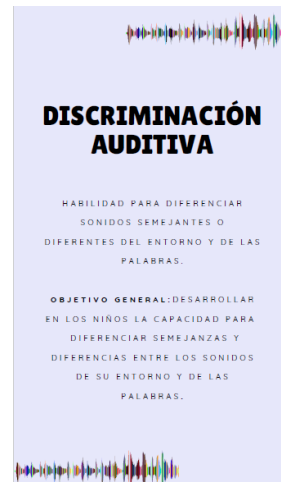 DISCRIMINACIÓN
AUDITIVA
HABILIDAD PARA DIFERENCIAR
SONIDOS SEMEJANTES O
DIFERENTES DEL ENTORNO Y DE LAS
PALABRAS.
OBJETIVO GENERAL:DESARROLLAR
EN LOS NIÑOS LA CAPACIDAD PARA
DIFERENCIAR SEMEJANZAS Y
DIFERENCIAS ENTRE LOS SONIDOS
DE SU ENTORNO Y DE LAS
PALABRAS.